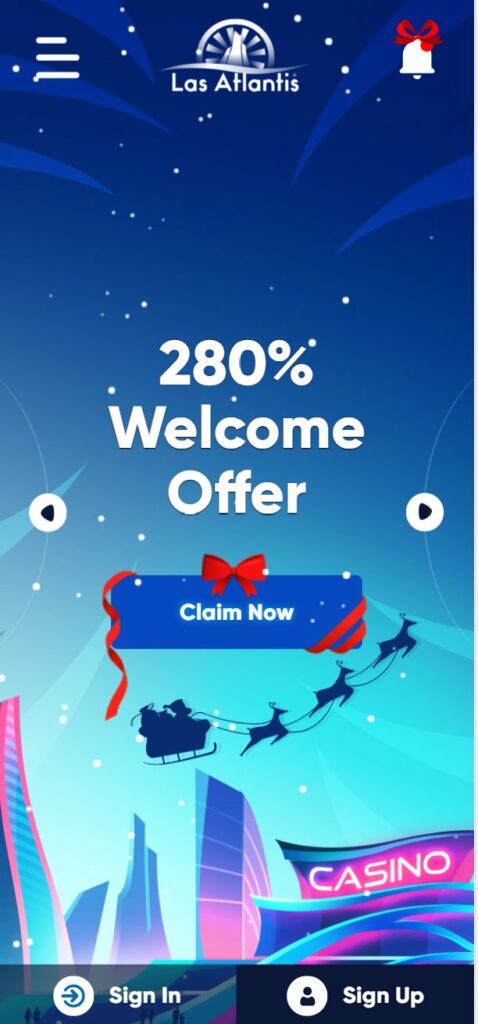 Las Atlantis
280%
Welcome
Offer
Claim Now
CASINO
Sign In
Sign Up